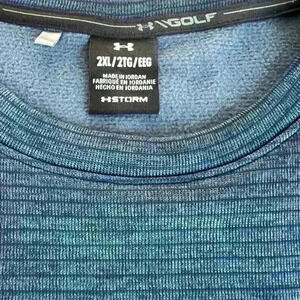 GOLF
2XL/2TG/EEG
MADE IN JORDAN
FABRIQUÉ EN JORDANIE
HECHO EN JORDANIA
STORM